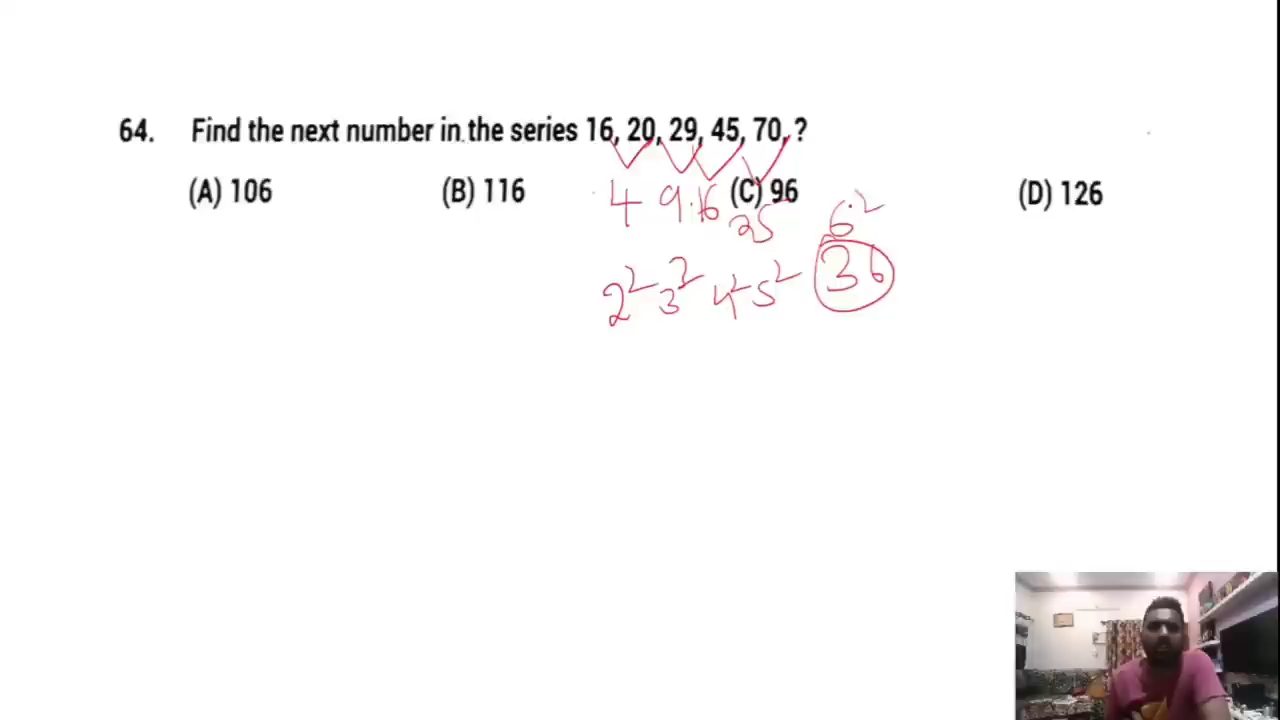 64. Find the next number in the series 16, 20, 29, 45, 70, ?
(A) 106 (B) 116 (C) 96 (D) 126
4 9 16 25 6²
2² 3² 4² 5² 36